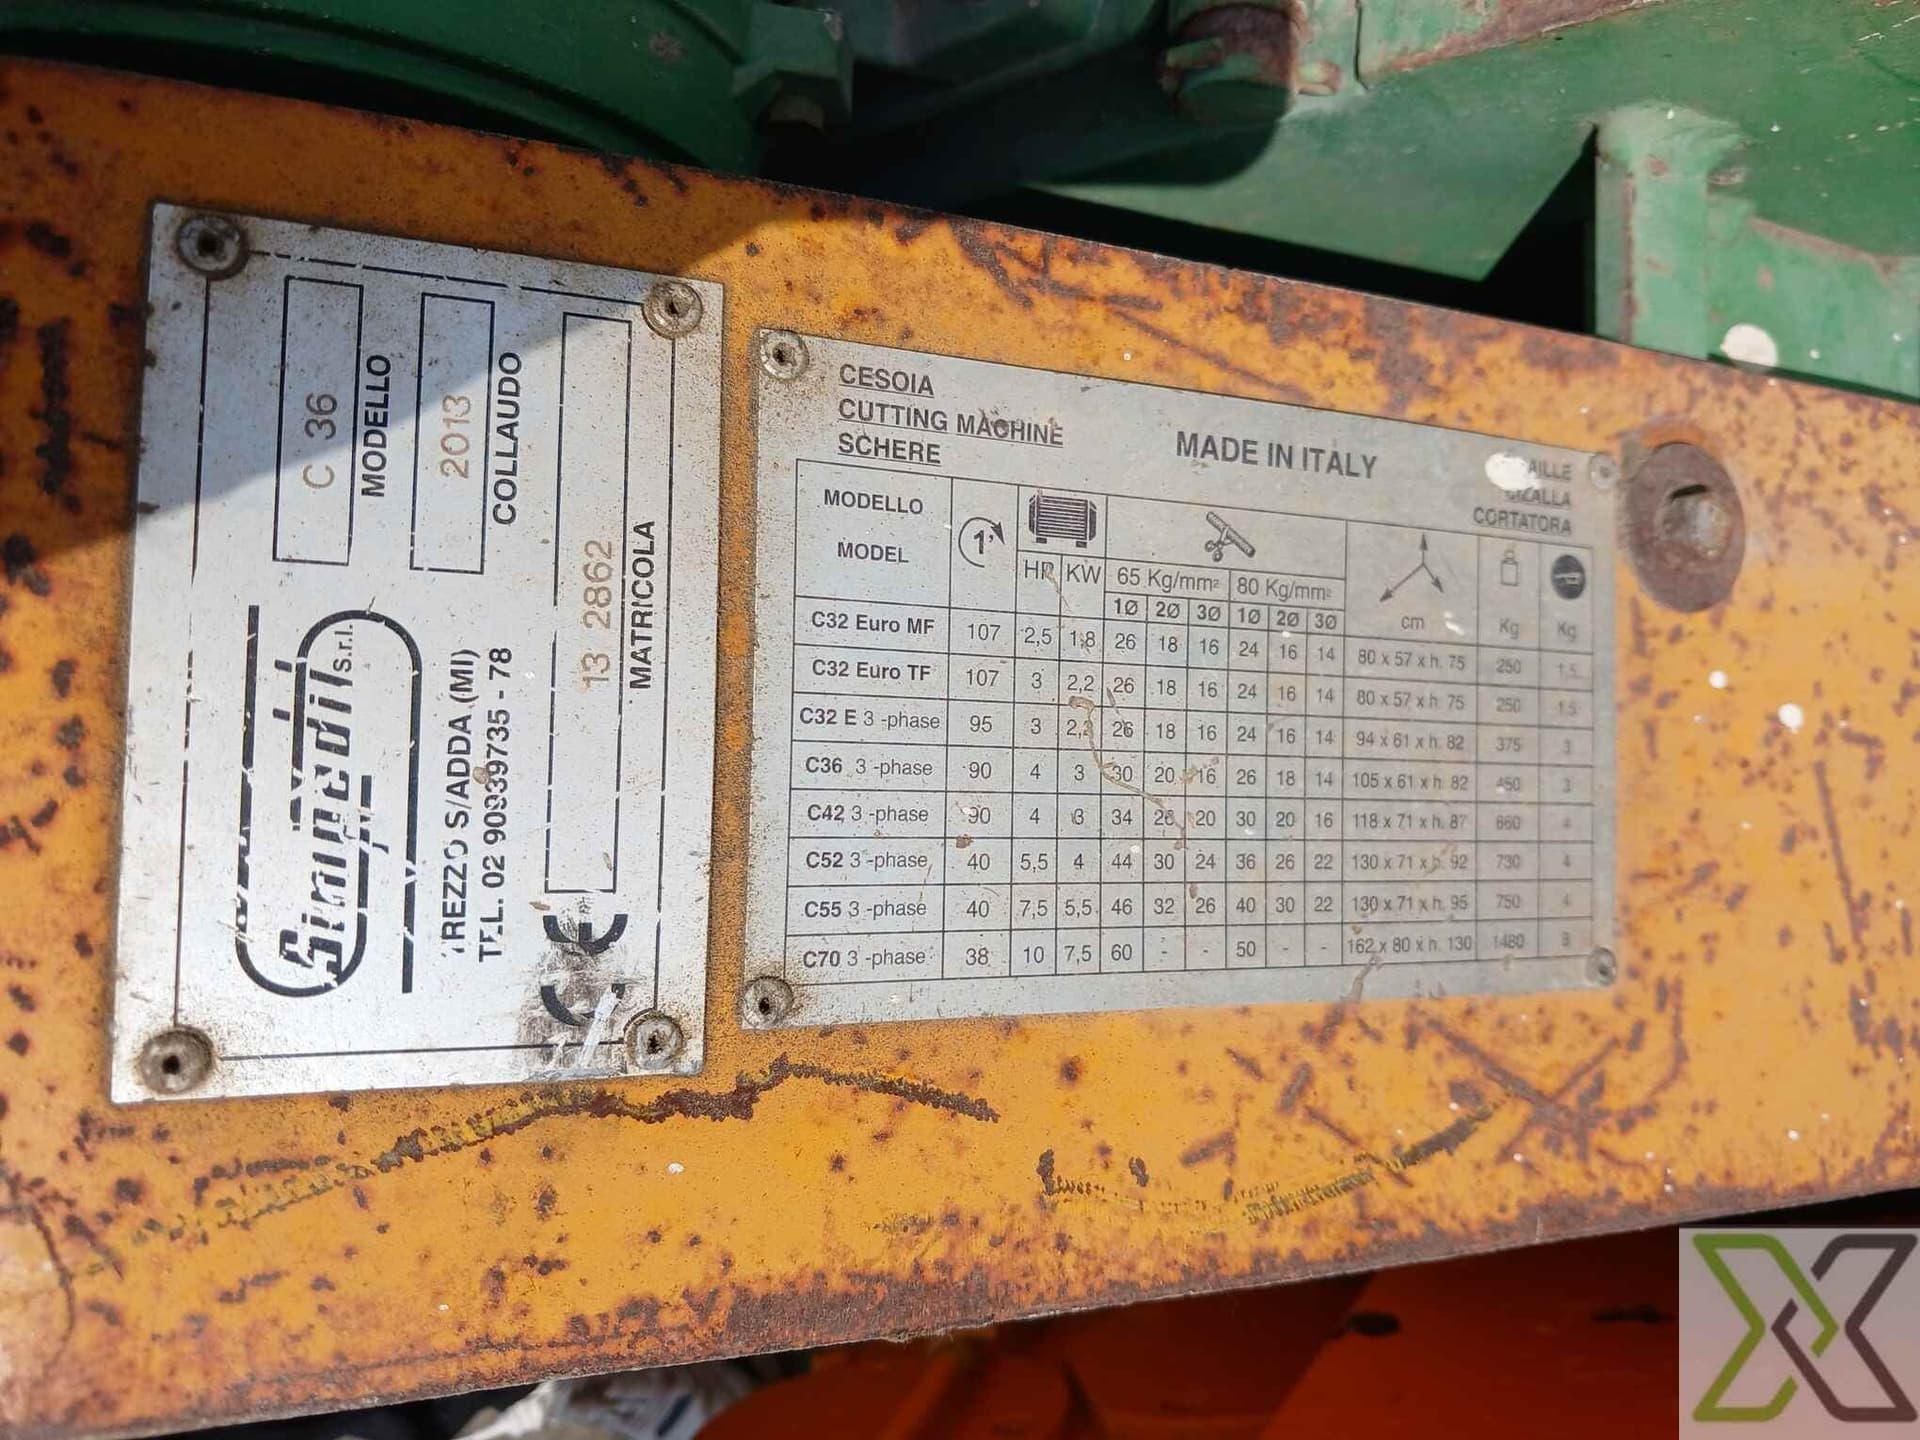 C 36
MODELLO
2013
COLLAUDO
13 2862
MATRICOLA
Simpedil s.r.l.
TREZZO S/ADDA (MI)
TEL. 02 90939735 - 78
CE
CESOIA
CUTTING MACHINE
SCHERE
MADE IN ITALY
CIZALLA
CORTATORA
MODELLO
MODEL
1'
HP KW 65 Kg/mm² 80 Kg/mm² cm Kg Kg
1Ø 2Ø 3Ø 1Ø 2Ø 3Ø
C32 Euro MF 107 2,5 1,8 26 18 16 24 16 14 80 x 57 x h. 75 250 1.5
C32 Euro TF 107 3 2,2 26 18 16 24 16 14 80 x 57 x h. 75 250 1.5
C32 E 3 -phase 95 3 2,2 26 18 16 24 16 14 94 x 61 x h. 82 375 3
C36 3 -phase 90 4 3 30 20 16 26 18 14 105 x 61 x h. 82 450 3
C42 3 -phase 90 4 3 34 26 20 30 20 16 118 x 71 x h. 87 660 4
C52 3 -phase 40 5,5 4 44 30 24 36 26 22 130 x 71 x h. 92 730 4
C55 3 -phase 40 7,5 5,5 46 32 26 40 30 22 130 x 71 x h. 95 750 4
C70 3 -phase 38 10 7,5 60 - - 50 - - 162 x 80 x h. 130 1480 8